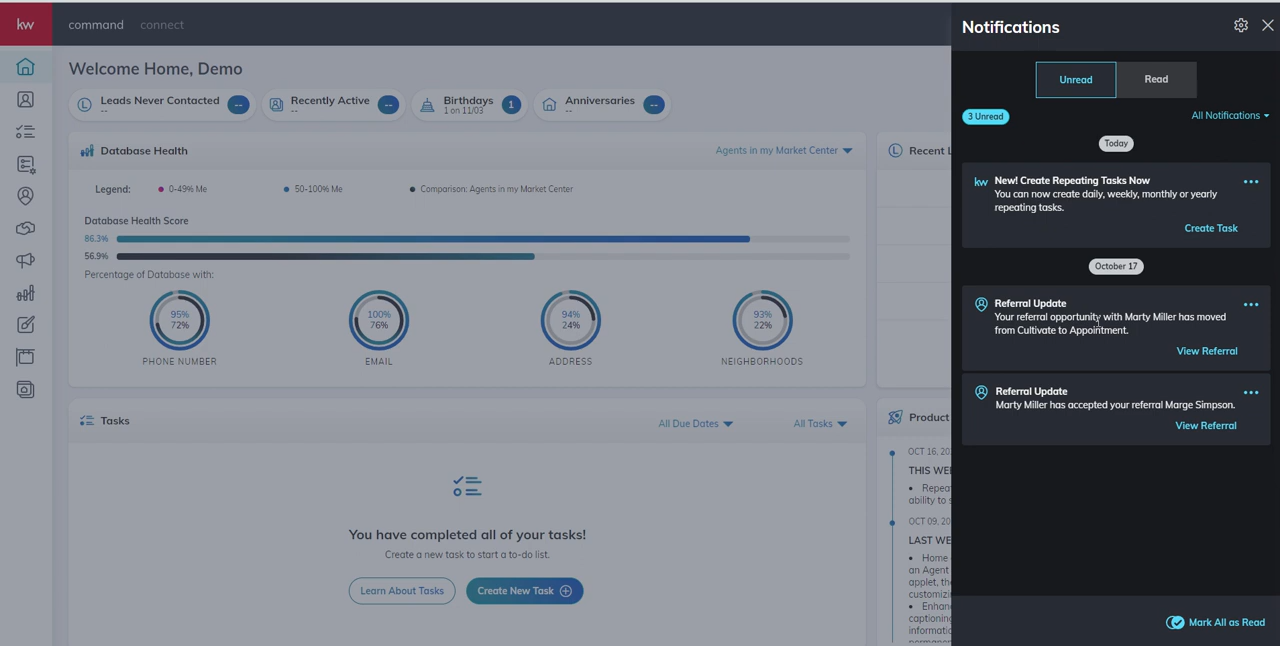 kw
command
connect
Welcome Home, Demo
Leads Never Contacted
--
--
Recently Active
--
--
Birthdays
1 on 11/03
1
Anniversaries
--
--
Database Health
Agents in my Market Center
Legend:
0-49% Me
50-100% Me
Comparison: Agents in my Market Center
Database Health Score
86.3%
56.9%
Percentage of Database with:
95%
72%
PHONE NUMBER
100%
76%
EMAIL
94%
24%
ADDRESS
93%
22%
NEIGHBORHOODS
Tasks
All Due Dates
All Tasks
You have completed all of your tasks!
Create a new task to start a to-do list.
Learn About Tasks
Create New Task
Recent L
Product
OCT 16, 20
THIS WE
• Repea
ability to s
OCT 09, 20
LAST WE
• Home
an Agent
applet, th
customizi
• Enhan
captioning
informatio
Notifications
Unread
Read
3 Unread
All Notifications
Today
kw
New! Create Repeating Tasks Now
You can now create daily, weekly, monthly or yearly
repeating tasks.
Create Task
October 17
Referral Update
Your referral opportunity with Marty Miller has moved
from Cultivate to Appointment.
View Referral
Referral Update
Marty Miller has accepted your referral Marge Simpson.
View Referral
Mark All as Read